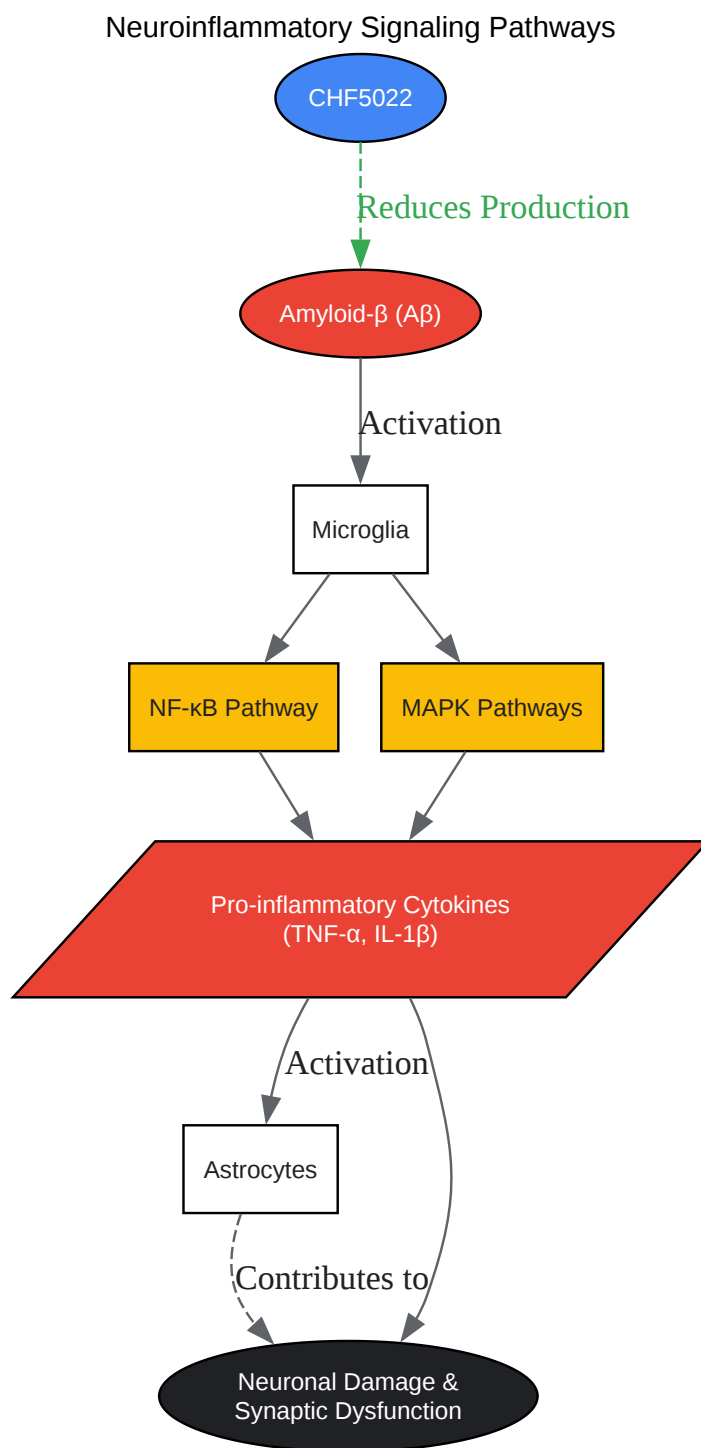 Neuroinflammatory Signaling Pathways
CHF5022
Reduces Production
Amyloid-β (Aβ)
Activation
Microglia
NF-κB Pathway
MAPK Pathways
Pro-inflammatory Cytokines
(TNF-α, IL-1β)
Activation
Astrocytes
Contributes to
Neuronal Damage &
Synaptic Dysfunction